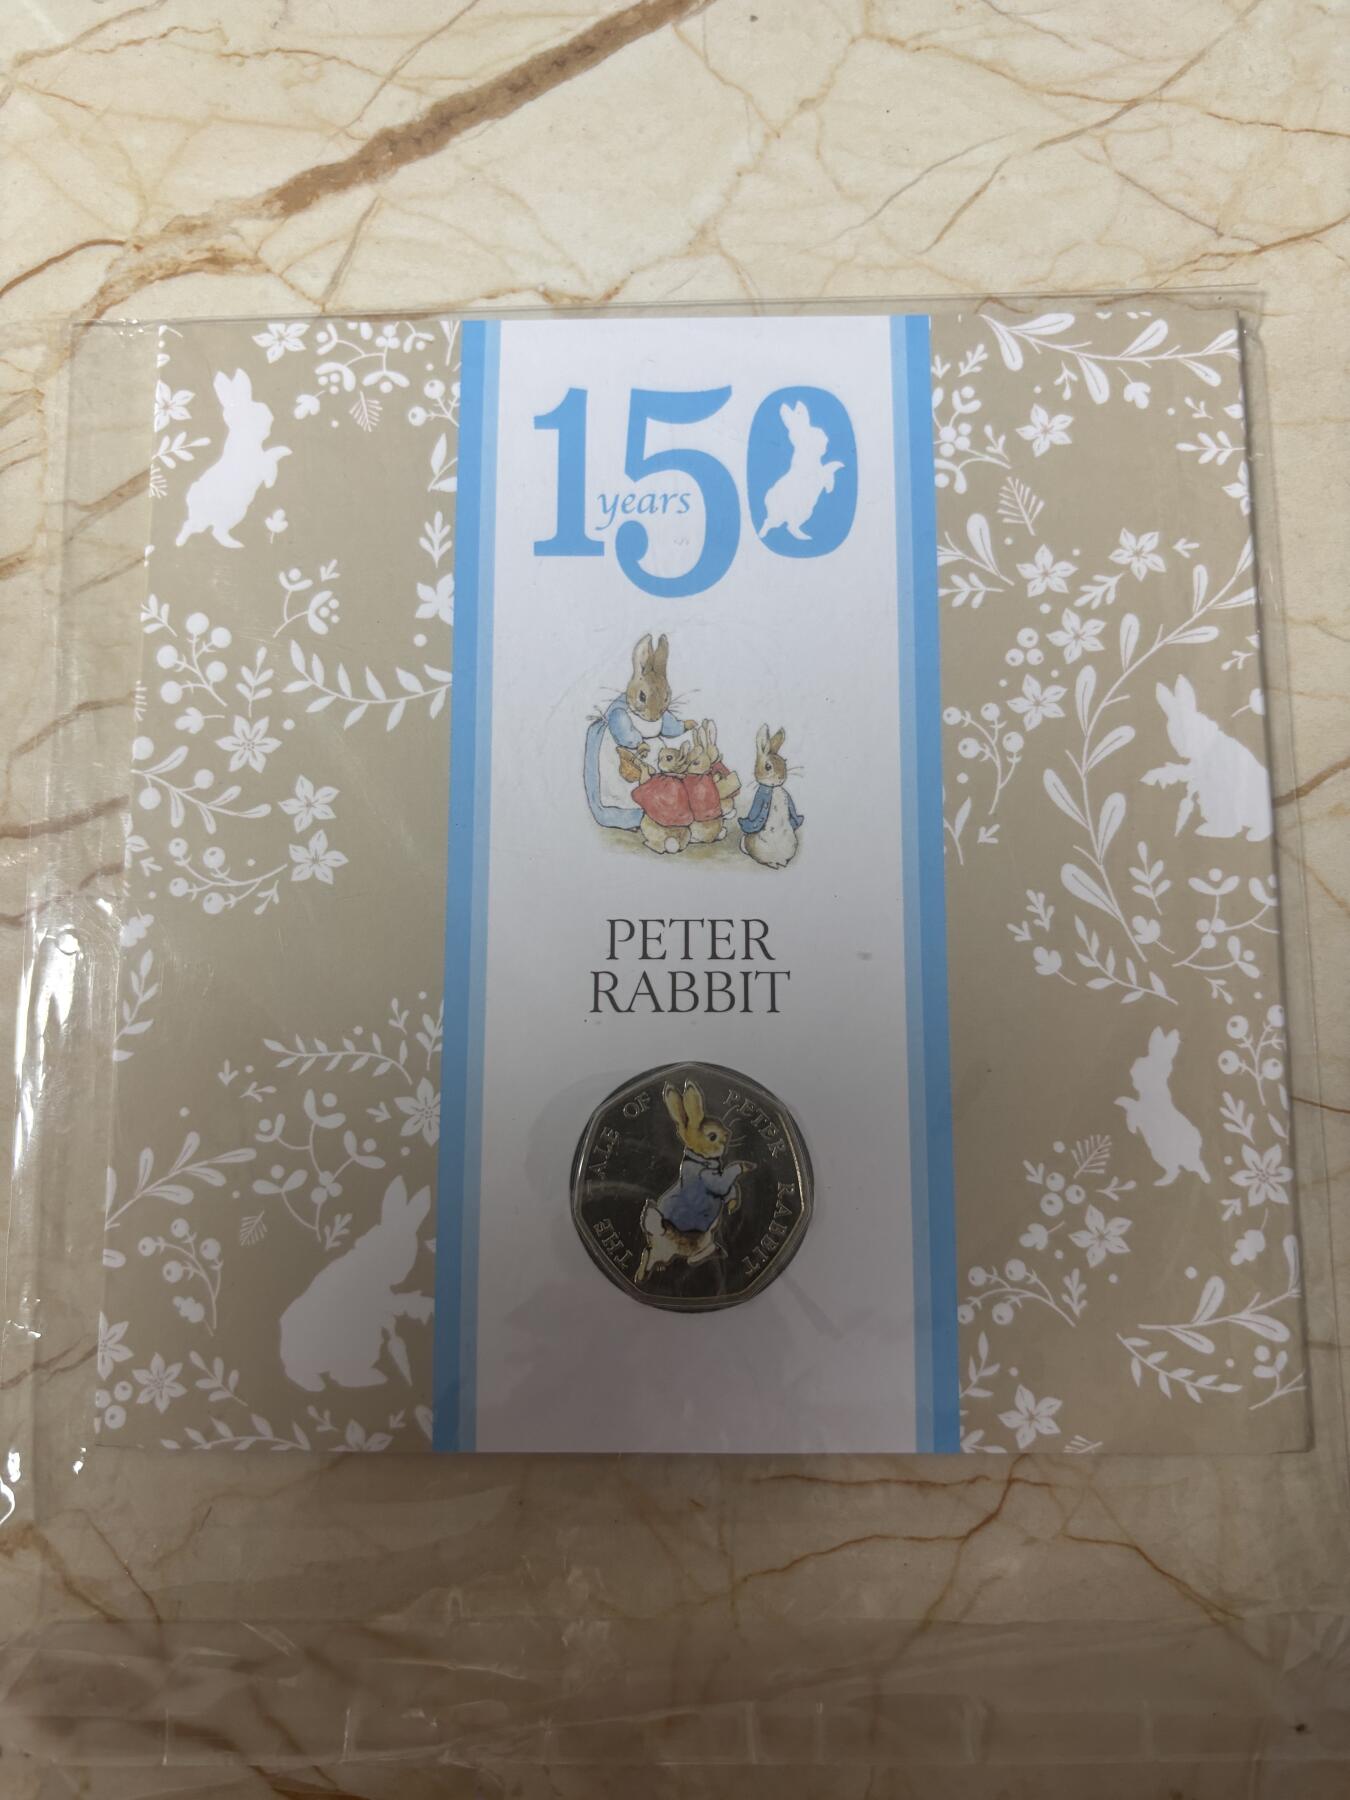 150
years
PETER
RABBIT
THE TALE OF PETER RABBIT